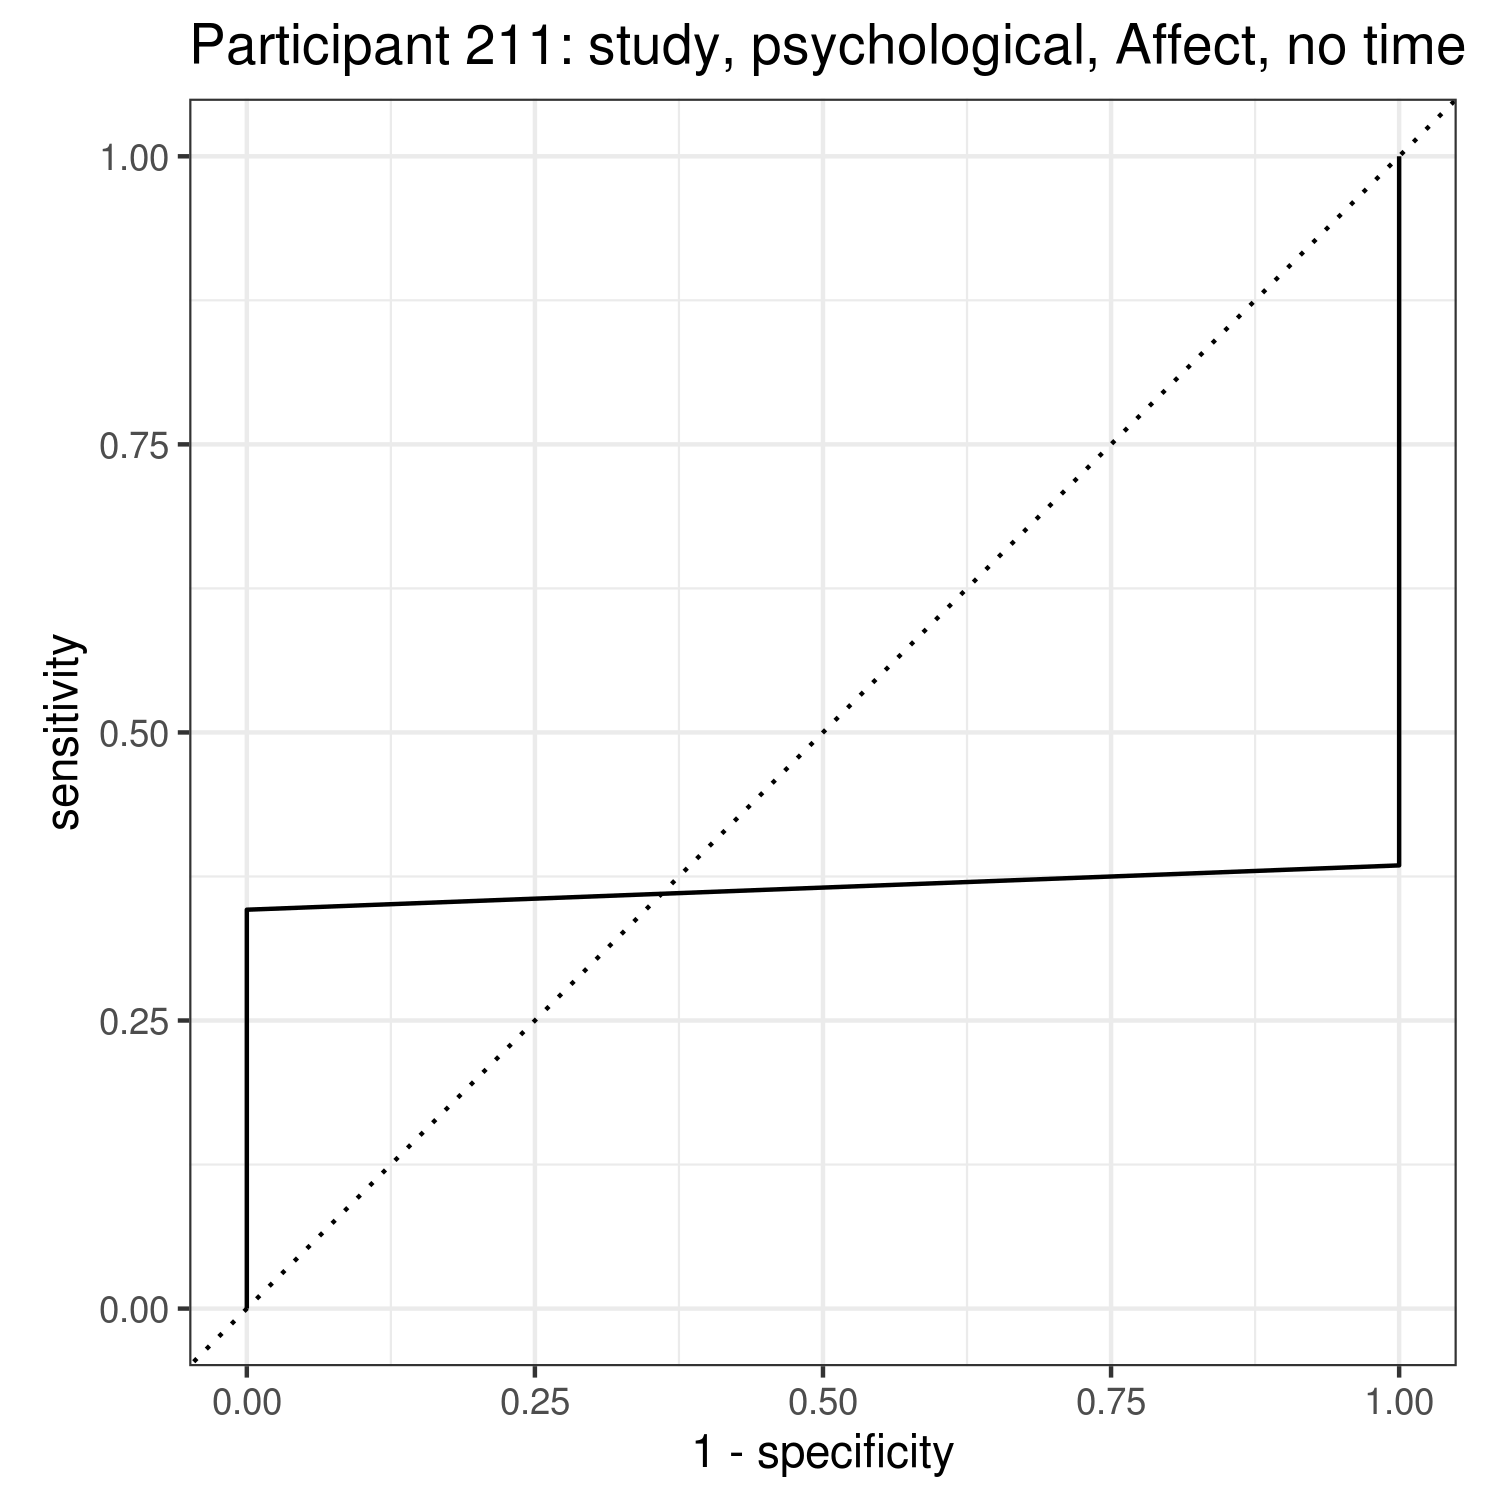 Participant 211: study, psychological, Affect, no time
1.00
0.75
0.50
0.25
0.00
sensitivity
0.00 0.25 0.50 0.75 1.00
1 - specificity